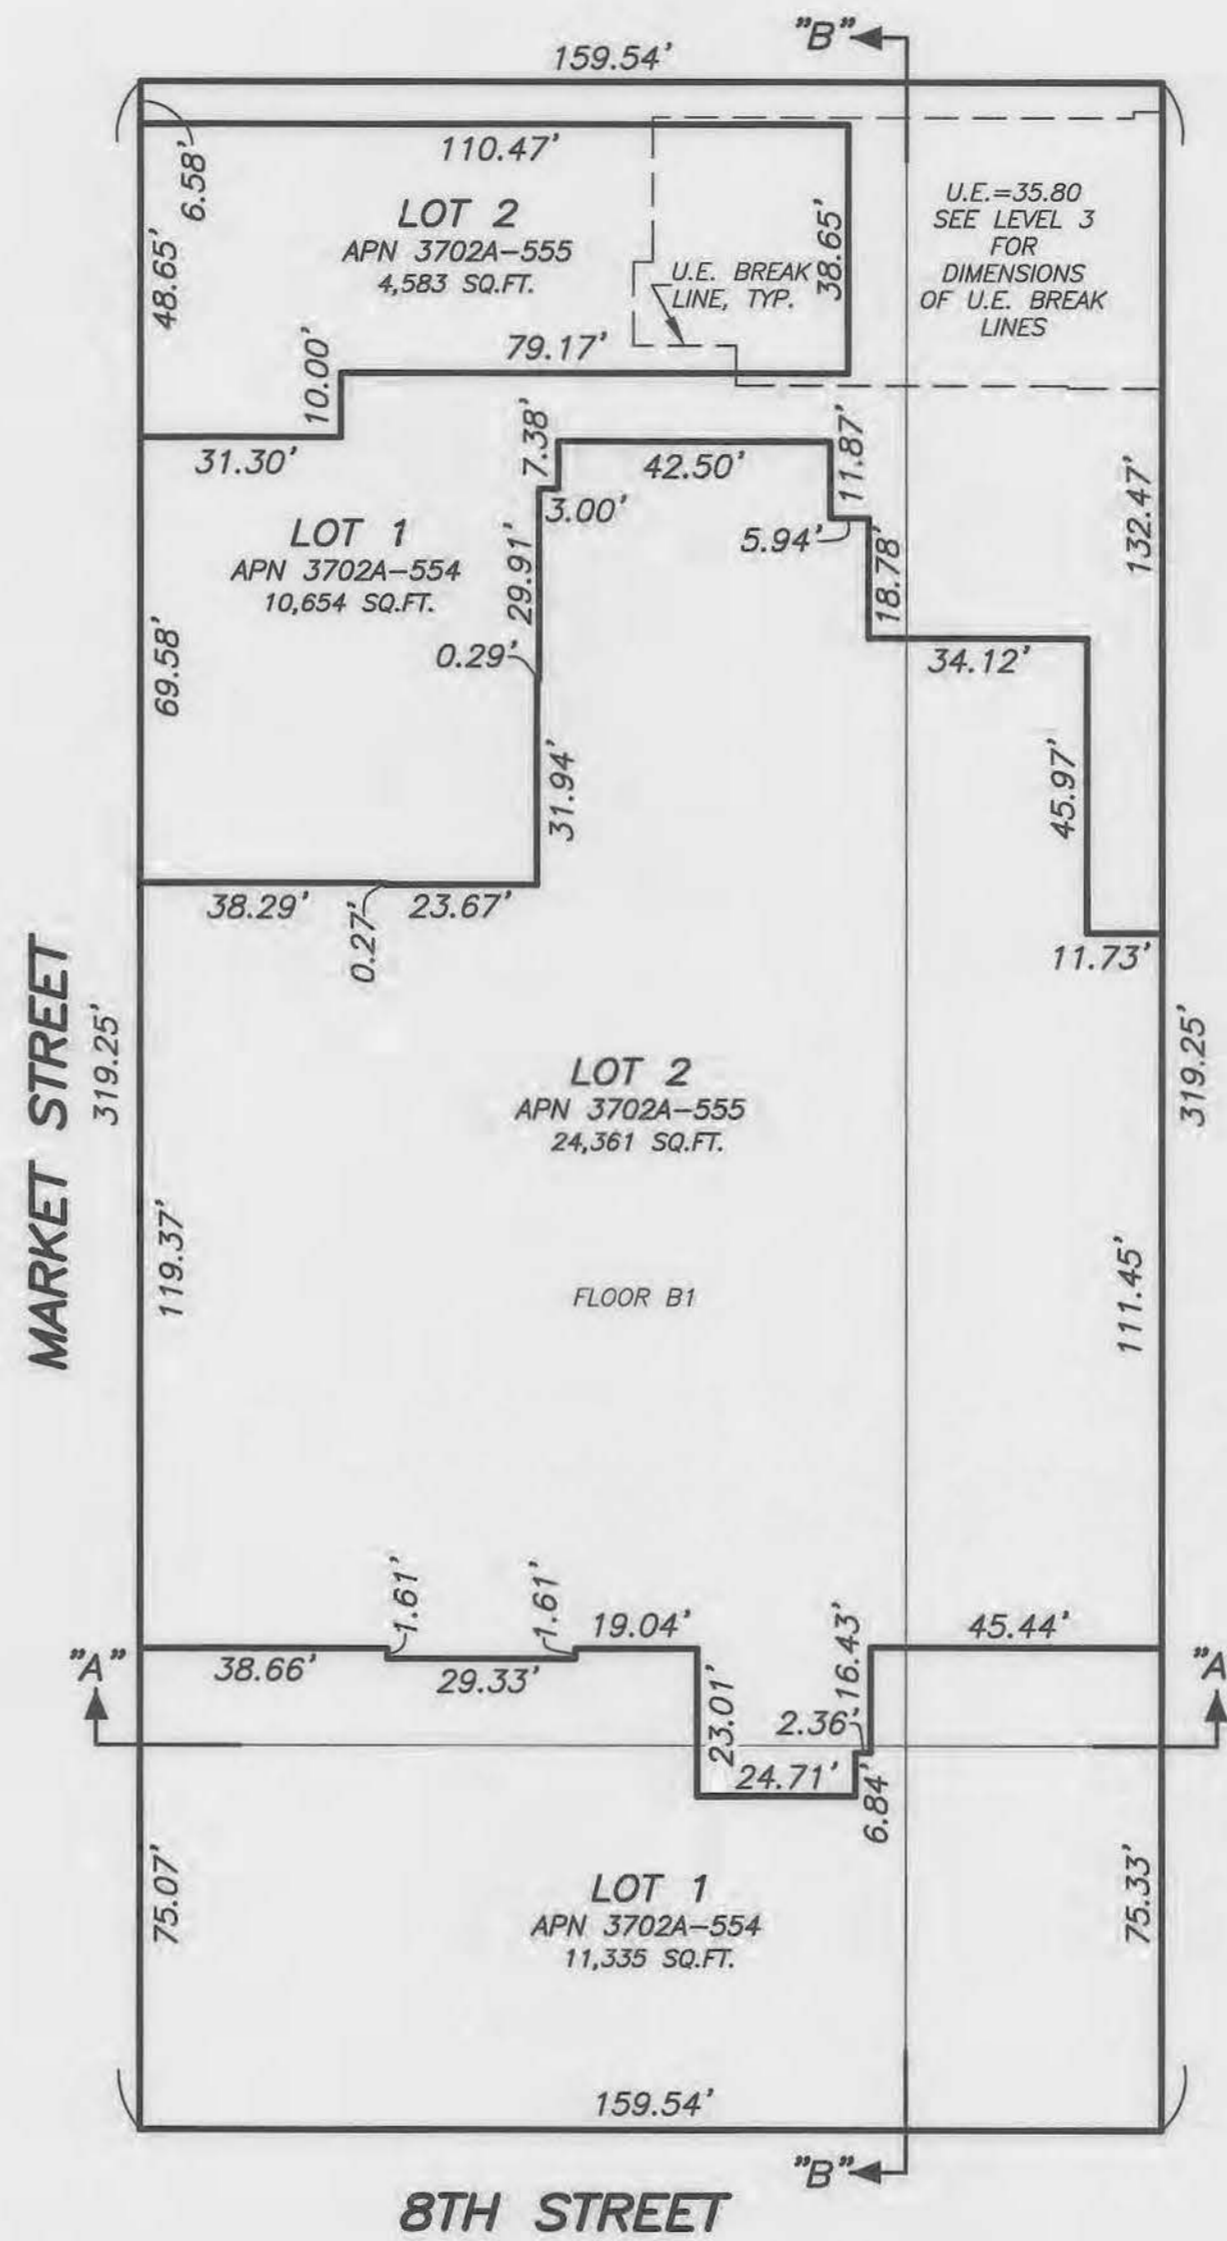 "B"
159.54'
110.47'
6.58'
48.65'
LOT 2
APN 3702A-555
4,583 SQ.FT.
38.65'
U.E.=35.80
SEE LEVEL 3
FOR
DIMENSIONS
OF U.E. BREAK
LINES
U.E. BREAK
LINE, TYP.
79.17'
10.00'
31.30'
7.38'
42.50'
11.87'
3.00'
5.94'
132.47'
LOT 1
APN 3702A-554
10,654 SQ.FT.
29.91'
18.78'
0.29'
34.12'
69.58'
31.94'
45.97'
38.29'
0.27'
23.67'
11.73'
MARKET STREET
319.25'
319.25'
LOT 2
APN 3702A-555
24,361 SQ.FT.
119.37'
FLOOR B1
111.45'
1.61'
1.61'
19.04'
16.43'
45.44'
"A"
38.66'
29.33'
23.01'
2.36'
"A
24.71'
6.84'
75.07'
LOT 1
APN 3702A-554
11,335 SQ.FT.
75.33'
159.54'
"B"
8TH STREET